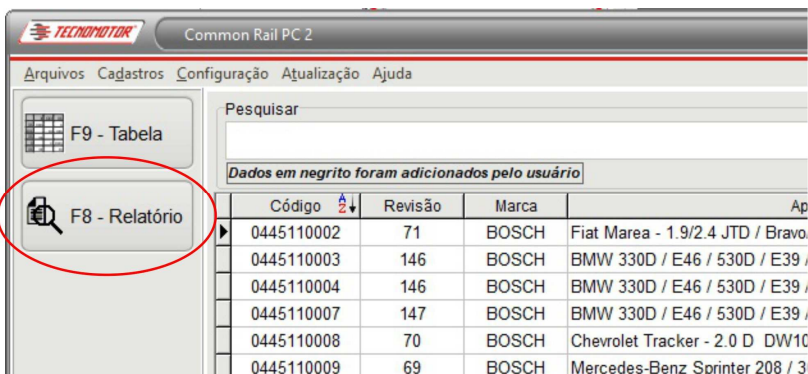 TECNOMOTOR
Common Rail PC 2
Arquivos Cadastros Configuração Atualização Ajuda
F9 - Tabela
F8 - Relatório
Pesquisar
Dados em negrito foram adicionados pelo usuário
Código Revisão Marca Ap
0445110002 71 BOSCH Fiat Marea - 1.9/2.4 JTD / Bravo
0445110003 146 BOSCH BMW 330D / E46 / 530D / E39 /
0445110004 146 BOSCH BMW 330D / E46 / 530D / E39 /
0445110007 147 BOSCH BMW 330D / E46 / 530D / E39 /
0445110008 70 BOSCH Chevrolet Tracker - 2.0 D DW10
0445110009 69 BOSCH Mercedes-Benz Sprinter 208 / 3